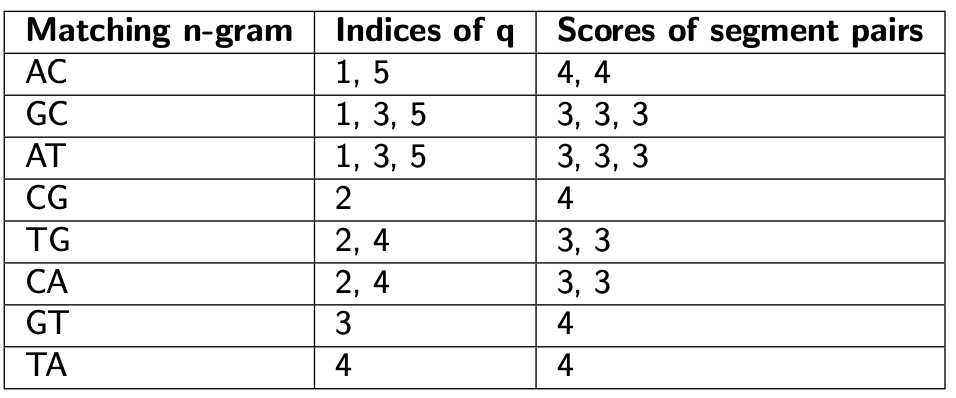 Matching n-gram Indices of q Scores of segment pairs
AC 1, 5 4, 4
GC 1, 3, 5 3, 3, 3
AT 1, 3, 5 3, 3, 3
CG 2 4
TG 2, 4 3, 3
CA 2, 4 3, 3
GT 3 4
TA 4 4